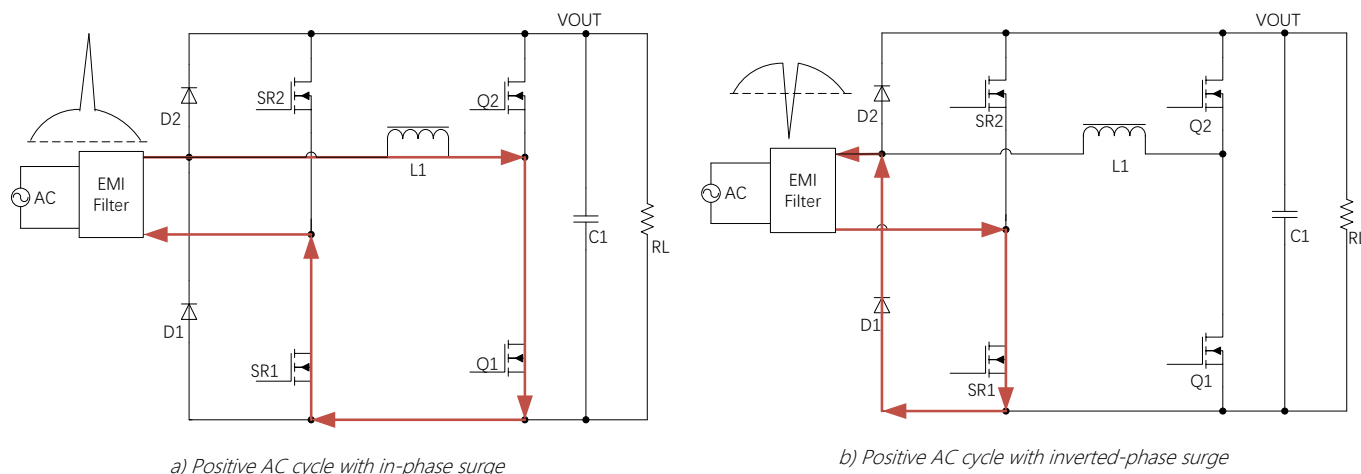 VOUT
SR2
Q2
D2
L1
AC
EMI
Filter
C1
RL
D1
SR1
Q1
a) Positive AC cycle with in-phase surge
VOUT
D2
SR2
Q2
L1
AC
EMI
Filter
C1
RL
D1
SR1
Q1
b) Positive AC cycle with inverted-phase surge